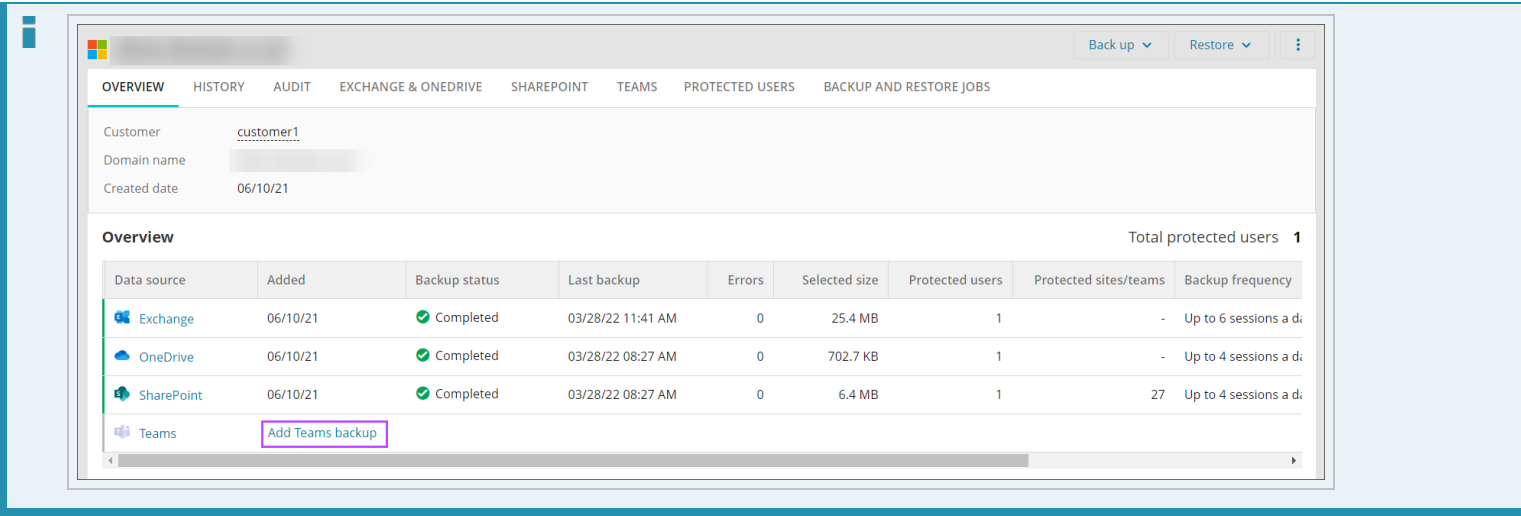 Back up Restore
OVERVIEW HISTORY AUDIT EXCHANGE & ONEDRIVE SHAREPOINT TEAMS PROTECTED USERS BACKUP AND RESTORE JOBS
Customer customer1
Domain name
Created date 06/10/21
Overview Total protected users 1
Data source Added Backup status Last backup Errors Selected size Protected users Protected sites/teams Backup frequency
Exchange 06/10/21 Completed 03/28/22 11:41 AM 0 25.4 MB 1 - Up to 6 sessions a
OneDrive 06/10/21 Completed 03/28/22 08:27 AM 0 702.7 KB 1 - Up to 4 sessions a
SharePoint 06/10/21 Completed 03/28/22 08:27 AM 0 6.4 MB 1 27 Up to 4 sessions a
Teams Add Teams backup